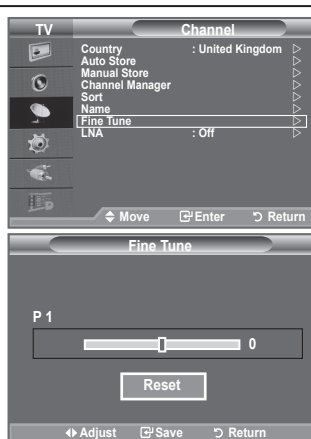 TV Channel
Country : United Kingdom
Auto Store
Manual Store
Channel Manager
Sort
Name
Fine Tune
LNA : Off
Move Enter Return
Fine Tune
P 1
0
Reset
Adjust Save Return